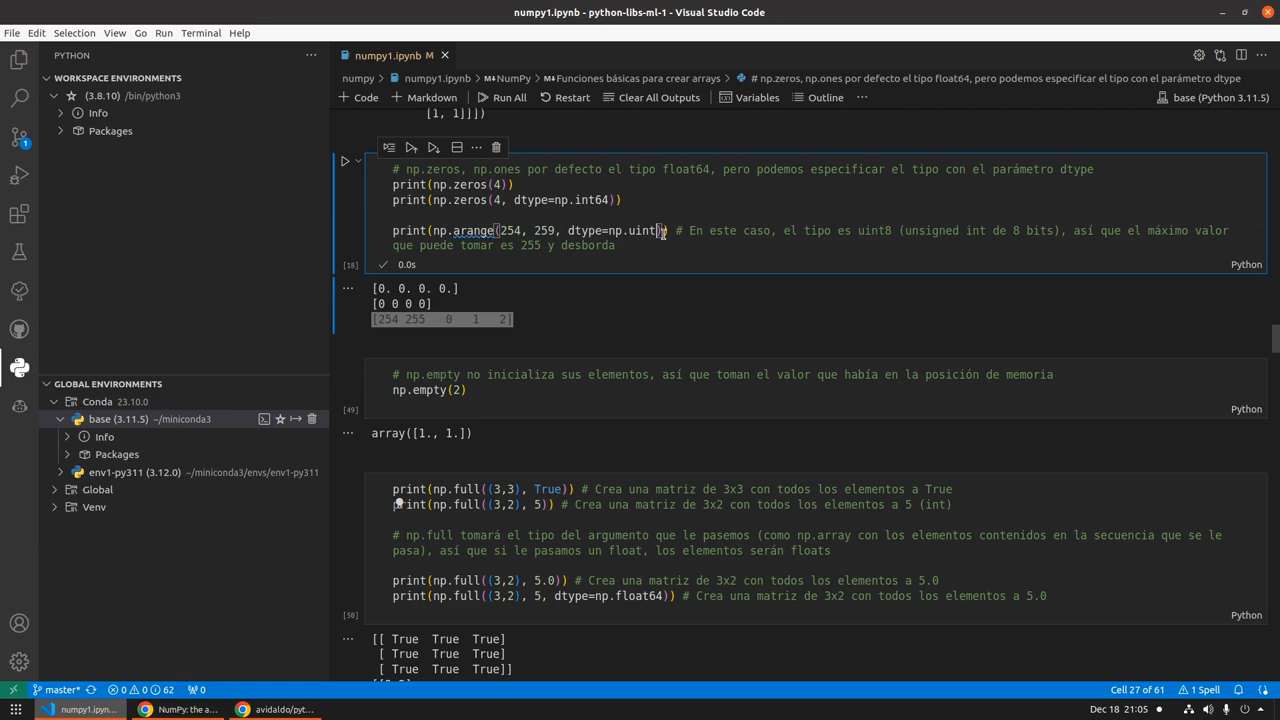 numpy1.ipynb - python-libs-ml-1 - Visual Studio Code
File Edit Selection View Go Run Terminal Help
PYTHON
WORKSPACE ENVIRONMENTS
(3.8.10) /bin/python3
Info
Packages
GLOBAL ENVIRONMENTS
Conda 23.10.0
base (3.11.5) ~/miniconda3
Info
Packages
env1-py311 (3.12.0) ~/miniconda3/envs/env1-py311
Global
Venv
numpy1.ipynb M
numpy > numpy1.ipynb > NumPy > Funciones básicas para crear arrays > # np.zeros, np.ones por defecto el tipo float64, pero podemos especificar el tipo con el parámetro dtype
+ Code + Markdown Run All Restart Clear All Outputs Variables Outline ... base (Python 3.11.5)
[1, 1]]])
# np.zeros, np.ones por defecto el tipo float64, pero podemos especificar el tipo con el parámetro dtype
print(np.zeros(4))
print(np.zeros(4, dtype=np.int64))
print(np.arange(254, 259, dtype=np.uint)) # En este caso, el tipo es uint8 (unsigned int de 8 bits), así que el máximo valor
que puede tomar es 255 y desborda
[18] 0.0s Python
[0. 0. 0. 0.]
[0 0 0 0]
[254 255 0 1 2]
# np.empty no inicializa sus elementos, así que toman el valor que había en la posición de memoria
np.empty(2)
[49] Python
array([1., 1.])
print(np.full((3,3), True)) # Crea una matriz de 3x3 con todos los elementos a True
print(np.full((3,2), 5)) # Crea una matriz de 3x2 con todos los elementos a 5 (int)
# np.full tomará el tipo del argumento que le pasemos (como np.array con los elementos contenidos en la secuencia que se le
pasa), así que si le pasamos un float, los elementos serán floats
print(np.full((3,2), 5.0)) # Crea una matriz de 3x2 con todos los elementos a 5.0
print(np.full((3,2), 5, dtype=np.float64)) # Crea una matriz de 3x2 con todos los elementos a 5.0
[50] Python
[[ True True True]
[ True True True]
[ True True True]]
1
master* 0 0 62 0 Cell 27 of 61 1 Spell
numpy1.ipyn... NumPy: the a... avidaldo/pyt... Dec 18 21:05